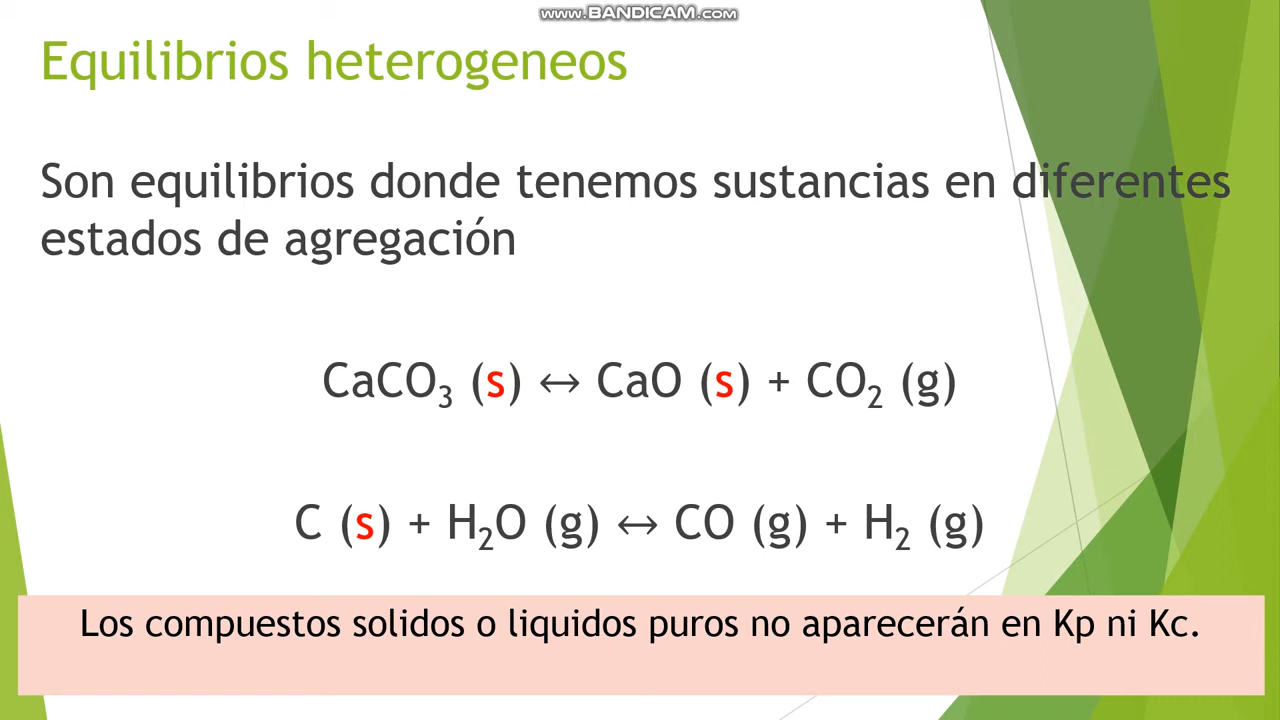 www.BANDICAM.com
Equilibrios heterogeneos
Son equilibrios donde tenemos sustancias en diferentes
estados de agregación
CaCO₃ (s) ↔ CaO (s) + CO₂ (g)
C (s) + H₂O (g) ↔ CO (g) + H₂ (g)
Los compuestos solidos o liquidos puros no aparecerán en Kp ni Kc.